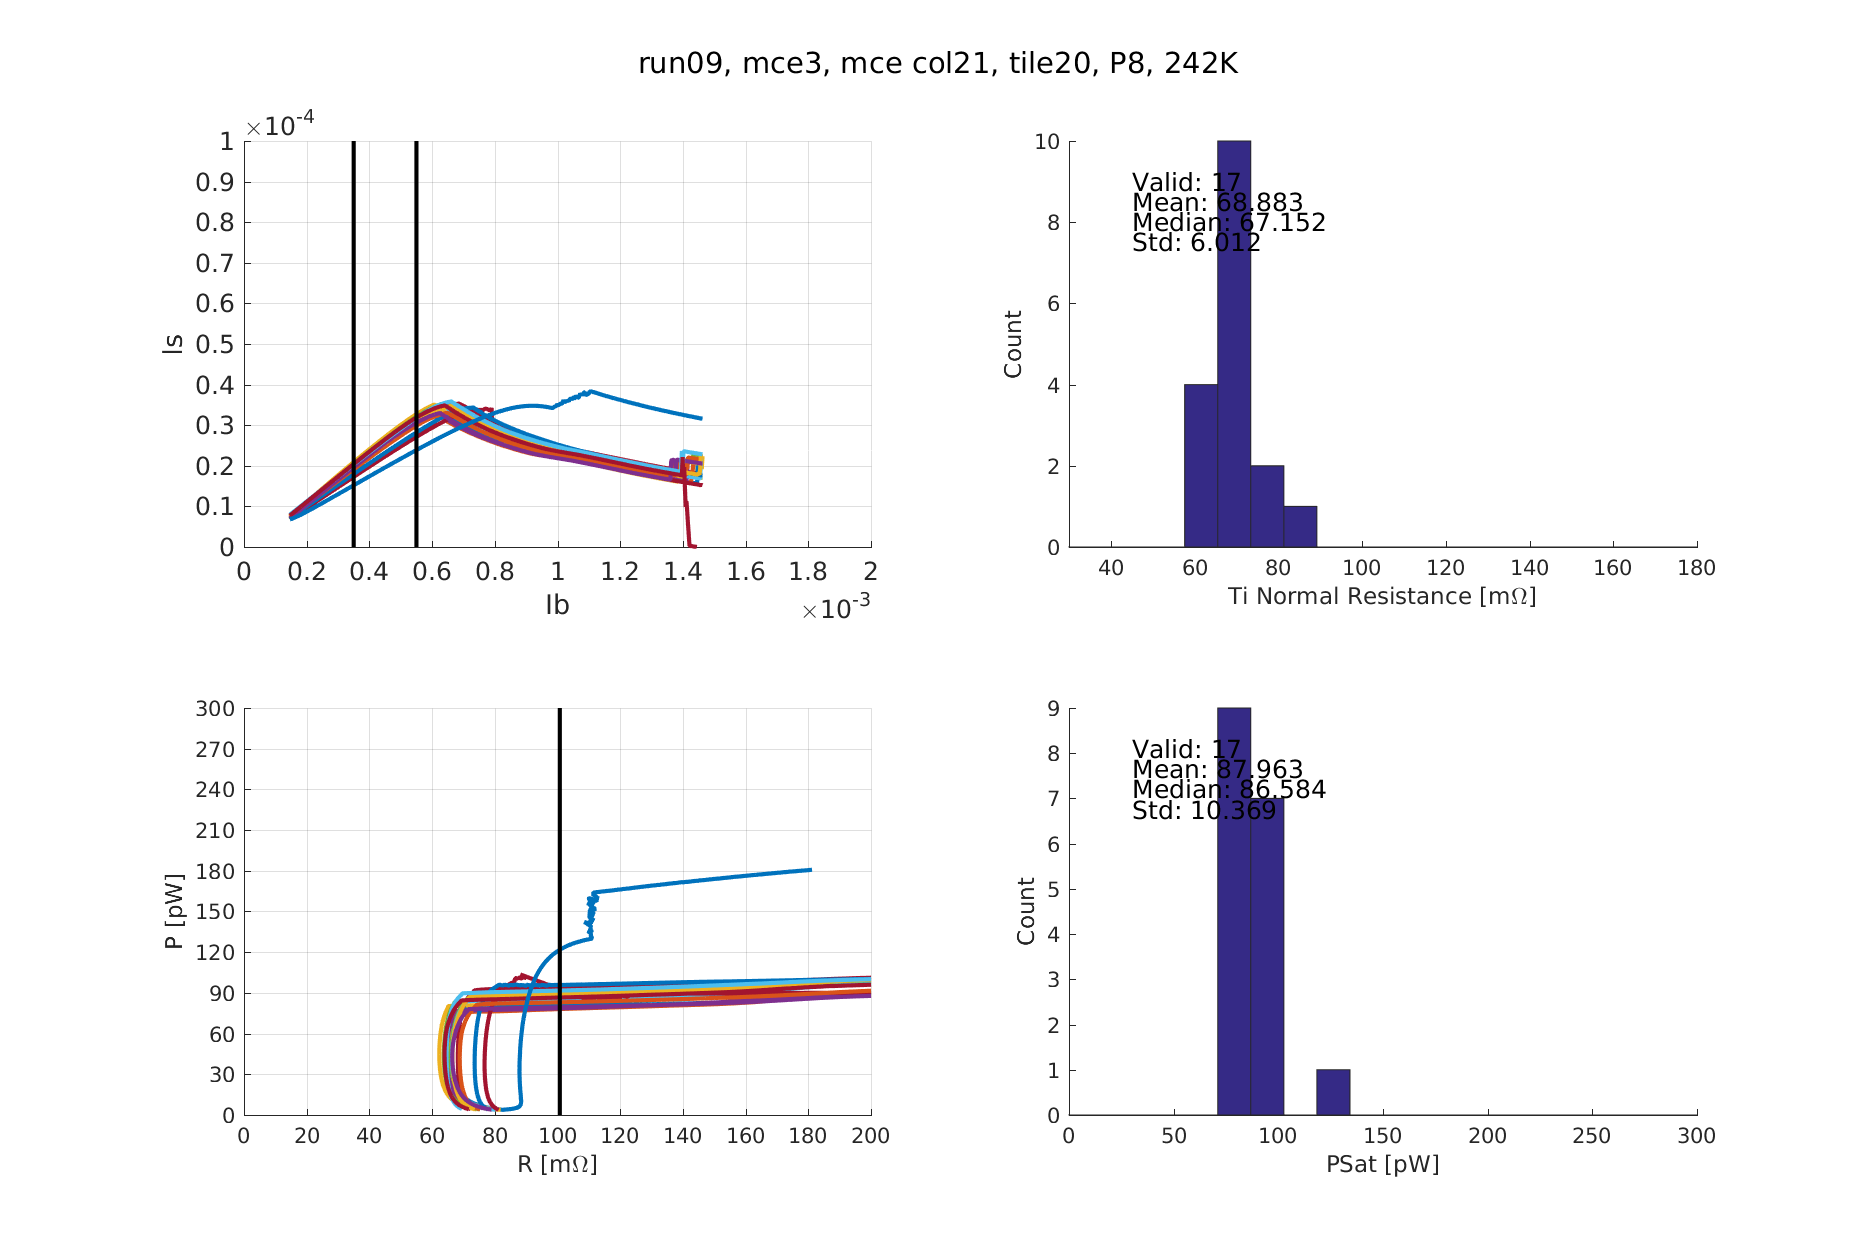 run09, mce3, mce col21, tile20, P8, 242K
×10-4
1
0.9
0.8
0.7
0.6
0.5
0.4
0.3
0.2
0.1
0
Is
0 0.2 0.4 0.6 0.8 1 1.2 1.4 1.6 1.8 2
Ib
×10-3
10
8
6
4
2
0
Count
Valid: 17
Mean: 68.883
Median: 67.152
Std: 6.012
40 60 80 100 120 140 160 180
Ti Normal Resistance [mΩ]
300
270
240
210
180
150
120
90
60
30
0
P [pW]
0 20 40 60 80 100 120 140 160 180 200
R [mΩ]
9
8
7
6
5
4
3
2
1
0
Count
Valid: 17
Mean: 87.963
Median: 86.584
Std: 10.369
0 50 100 150 200 250 300
PSat [pW]